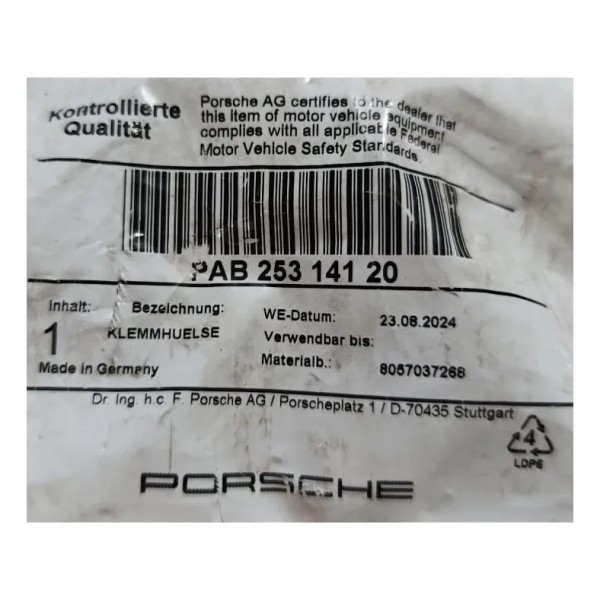 Kontrollierte
Qualität
Porsche AG certifies to the dealer that
this item of motor vehicle equipment
complies with all applicable Federal
Motor Vehicle Safety Standards.
PAB 253 141 20
Inhalt:
1
Bezeichnung:
KLEMMHUELSE
WE-Datum: 23.08.2024
Verwendbar bis:
Materialb.: 8057037268
Made in Germany
Dr. Ing. h.c. F. Porsche AG / Porscheplatz 1 / D-70435 Stuttgart
4
LDPE
PORSCHE